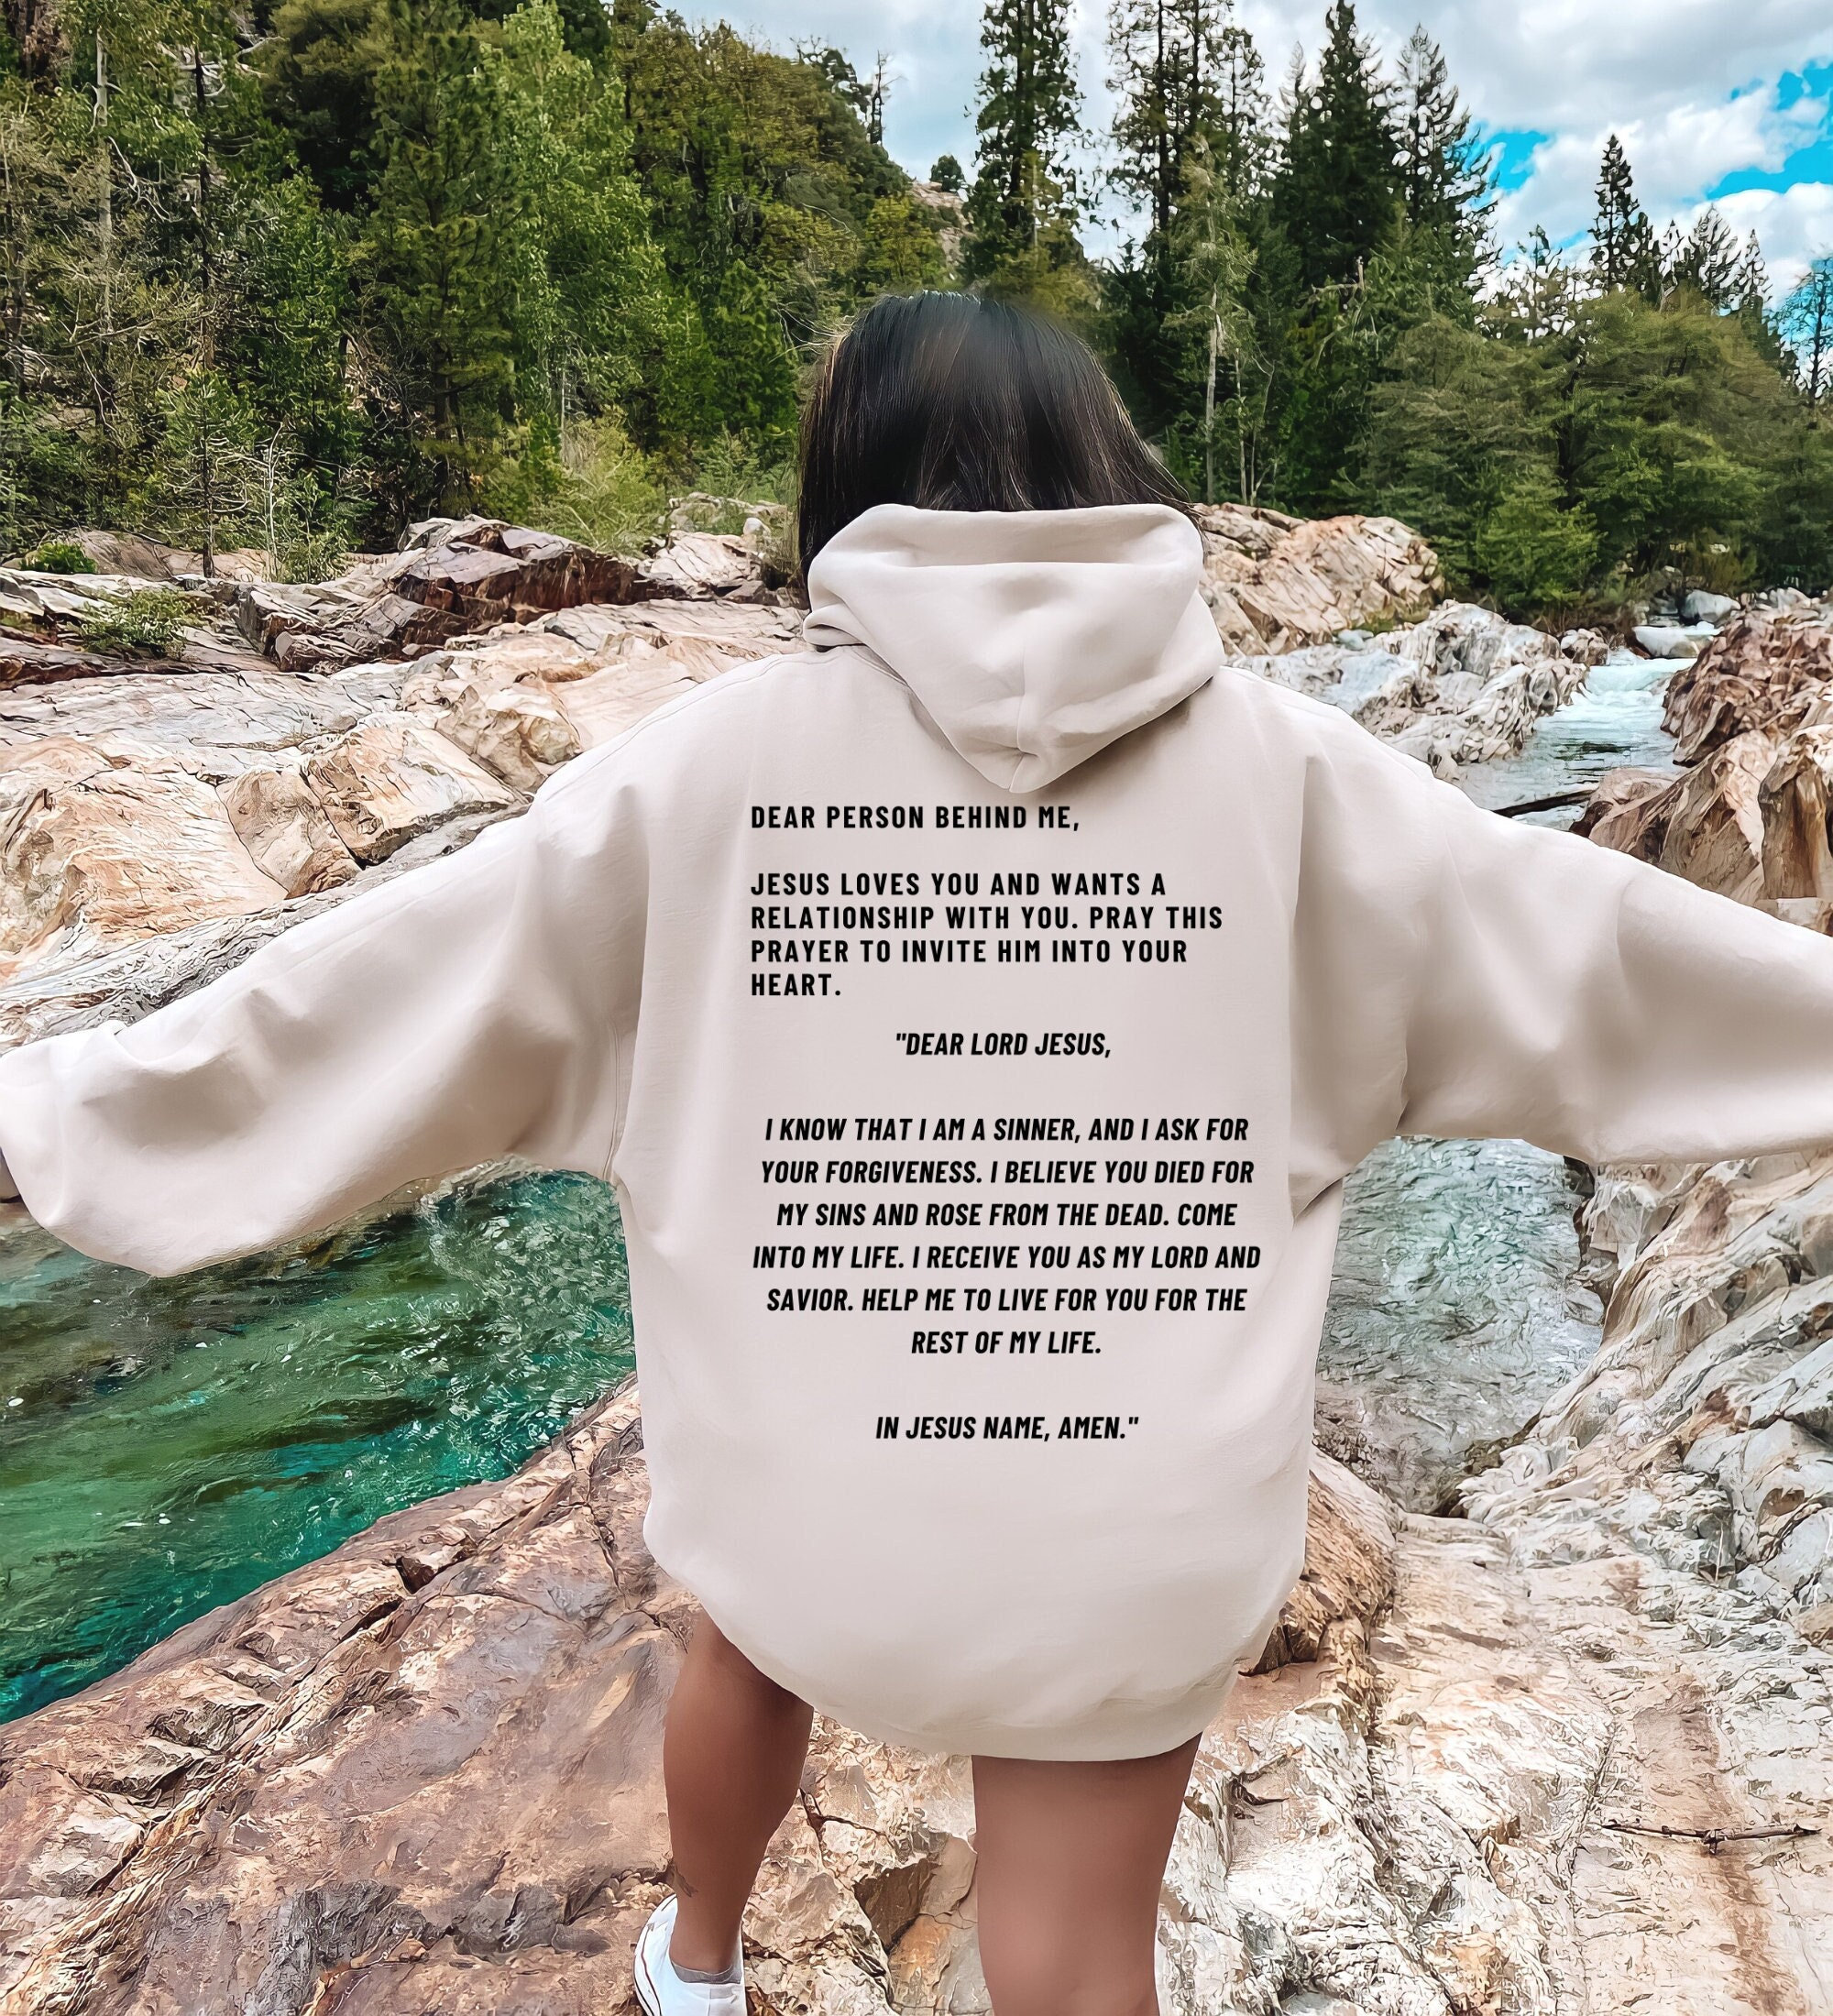 DEAR PERSON BEHIND ME,
JESUS LOVES YOU AND WANTS A
RELATIONSHIP WITH YOU. PRAY THIS
PRAYER TO INVITE HIM INTO YOUR
HEART.
"DEAR LORD JESUS,
I KNOW THAT I AM A SINNER, AND I ASK FOR
YOUR FORGIVENESS. I BELIEVE YOU DIED FOR
MY SINS AND ROSE FROM THE DEAD. COME
INTO MY LIFE. I RECEIVE YOU AS MY LORD AND
SAVIOR. HELP ME TO LIVE FOR YOU FOR THE
REST OF MY LIFE.
IN JESUS NAME, AMEN."